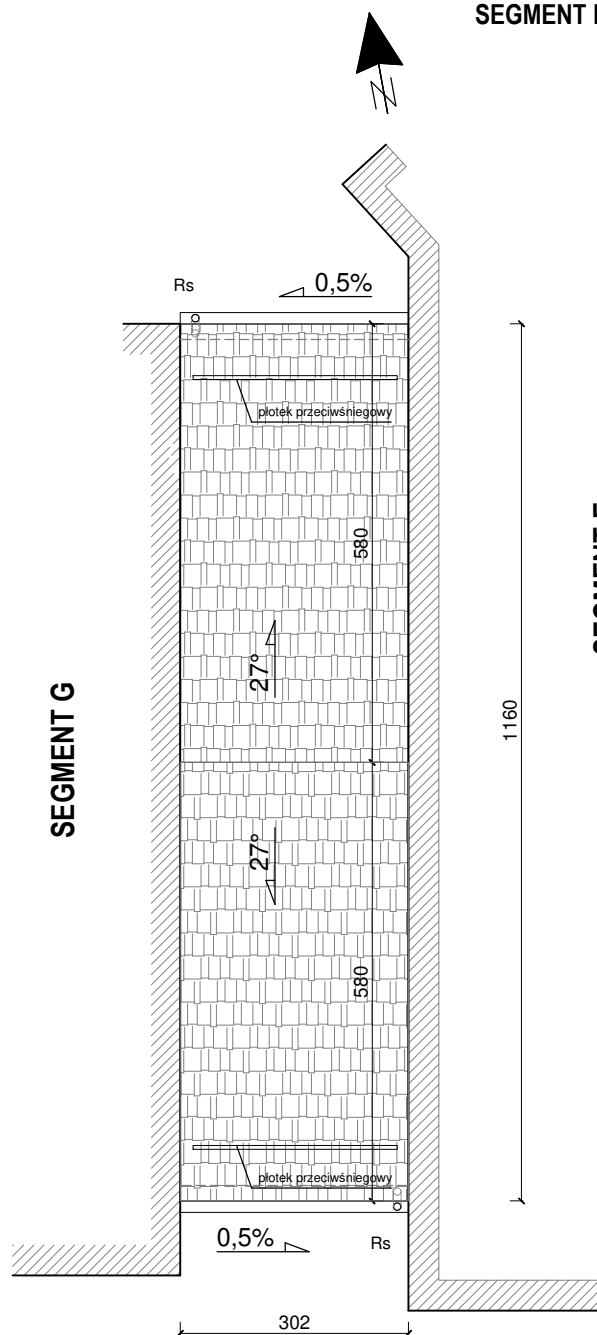 SEGMENT
N
Rs
0,5%
płotek przeciwśniegowy
580
27°
SEGMENT G
1160
27°
580
płotek przeciwśniegowy
0,5%
Rs
302